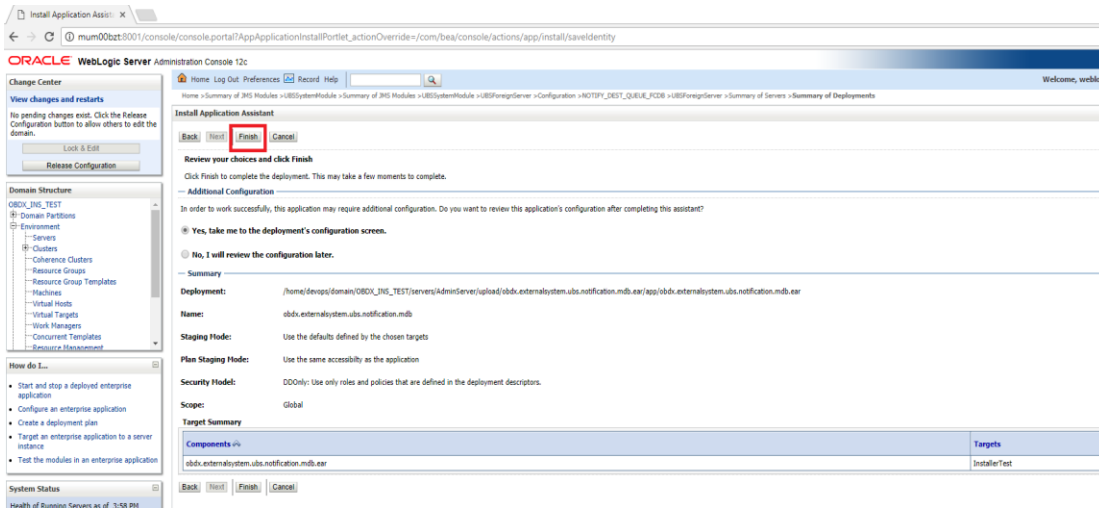 Install Application Assist
mum00bzt:8001/console/console.portal?AppApplicationInstallPortlet_actionOverride=/com/bea/console/actions/app/install/saveIdentity
ORACLE WebLogic Server Administration Console 12c
Change Center
View changes and restarts
No pending changes exist. Click the Release
Configuration button to allow others to edit the
domain.
Lock & Edit
Release Configuration
Domain Structure
OBDX_INS_TEST
Domain Partitions
Environment
Servers
Clusters
Coherence Clusters
Resource Groups
Resource Group Templates
Machines
Virtual Hosts
Virtual Targets
Work Managers
Concurrent Templates
Resource Management
How do I...
Start and stop a deployed enterprise
application
Configure an enterprise application
Create a deployment plan
Target an enterprise application to a server
instance
Test the modules in an enterprise application
System Status
Health of Running Servers as of 3:58 PM
Home Log Out Preferences Record Help
Welcome, weblo
Home >Summary of JMS Modules >UBSSystemModule >Summary of JMS Modules >UBSSystemModule >UBSForeignServer >Configuration >NOTIFY_DEST_QUEUE_FCDB >UBSForeignServer >Summary of Servers >Summary of Deployments
Install Application Assistant
Back Next Finish Cancel
Review your choices and click Finish
Click Finish to complete the deployment. This may take a few moments to complete.
Additional Configuration
In order to work successfully, this application may require additional configuration. Do you want to review this application's configuration after completing this assistant?
Yes, take me to the deployment's configuration screen.
No, I will review the configuration later.
Summary
Deployment: /home/devops/domain/OBDX_INS_TEST/servers/AdminServer/upload/obdx.externalsystem.ubs.notification.mdb.ear/app/obdx.externalsystem.ubs.notification.mdb.ear
Name: obdx.externalsystem.ubs.notification.mdb
Staging Mode: Use the defaults defined by the chosen targets
Plan Staging Mode: Use the same accessibilty as the application
Security Model: DDOnly: Use only roles and policies that are defined in the deployment descriptors.
Scope: Global
Target Summary
Components Targets
obdx.externalsystem.ubs.notification.mdb.ear InstallerTest
Back Next Finish Cancel